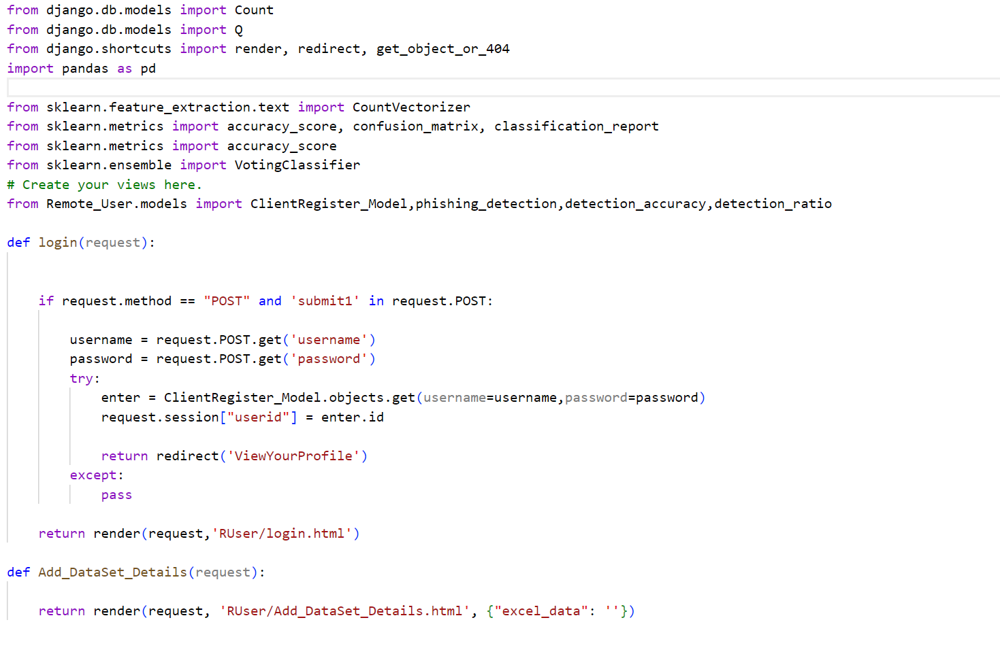 from django.db.models import Count
from django.db.models import Q
from django.shortcuts import render, redirect, get_object_or_404
import pandas as pd
from sklearn.feature_extraction.text import CountVectorizer
from sklearn.metrics import accuracy_score, confusion_matrix, classification_report
from sklearn.metrics import accuracy_score
from sklearn.ensemble import VotingClassifier
# Create your views here.
from Remote_User.models import ClientRegister_Model,phishing_detection,detection_accuracy,detection_ratio
def login(request):
    if request.method == "POST" and 'submit1' in request.POST:
        username = request.POST.get('username')
        password = request.POST.get('password')
        try:
            enter = ClientRegister_Model.objects.get(username=username,password=password)
            request.session["userid"] = enter.id
            return redirect('ViewYourProfile')
        except:
            pass
    return render(request,'RUser/login.html')
def Add_DataSet_Details(request):
    return render(request, 'RUser/Add_DataSet_Details.html', {"excel_data": ''})